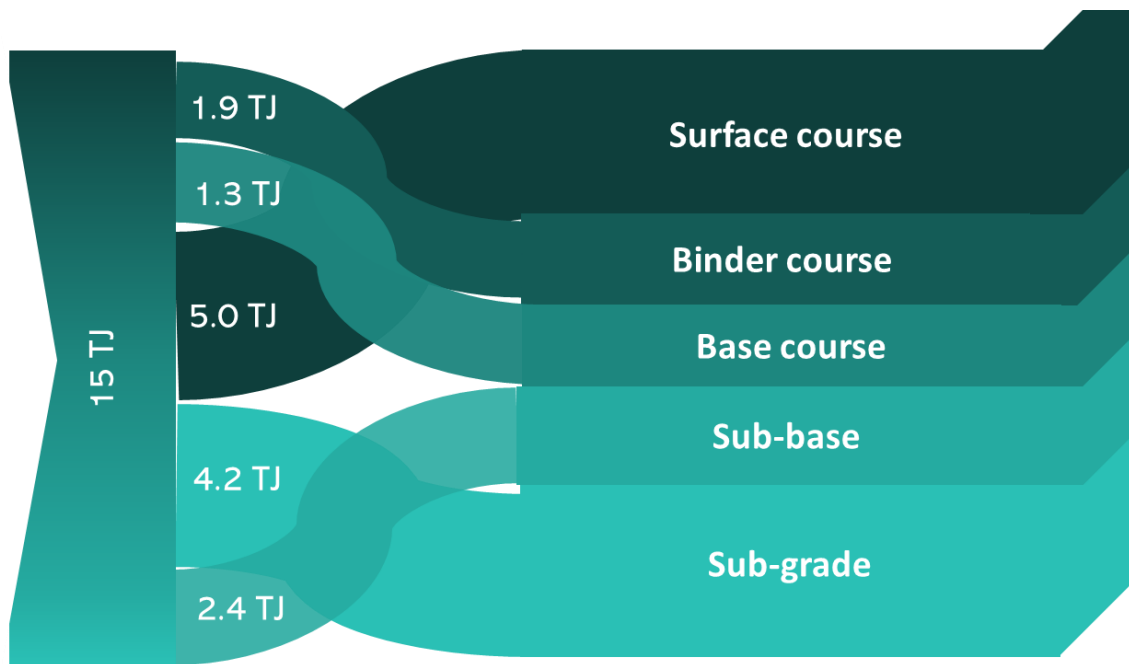 15 TJ
1.9 TJ
1.3 TJ
5.0 TJ
4.2 TJ
2.4 TJ
Surface course
Binder course
Base course
Sub-base
Sub-grade